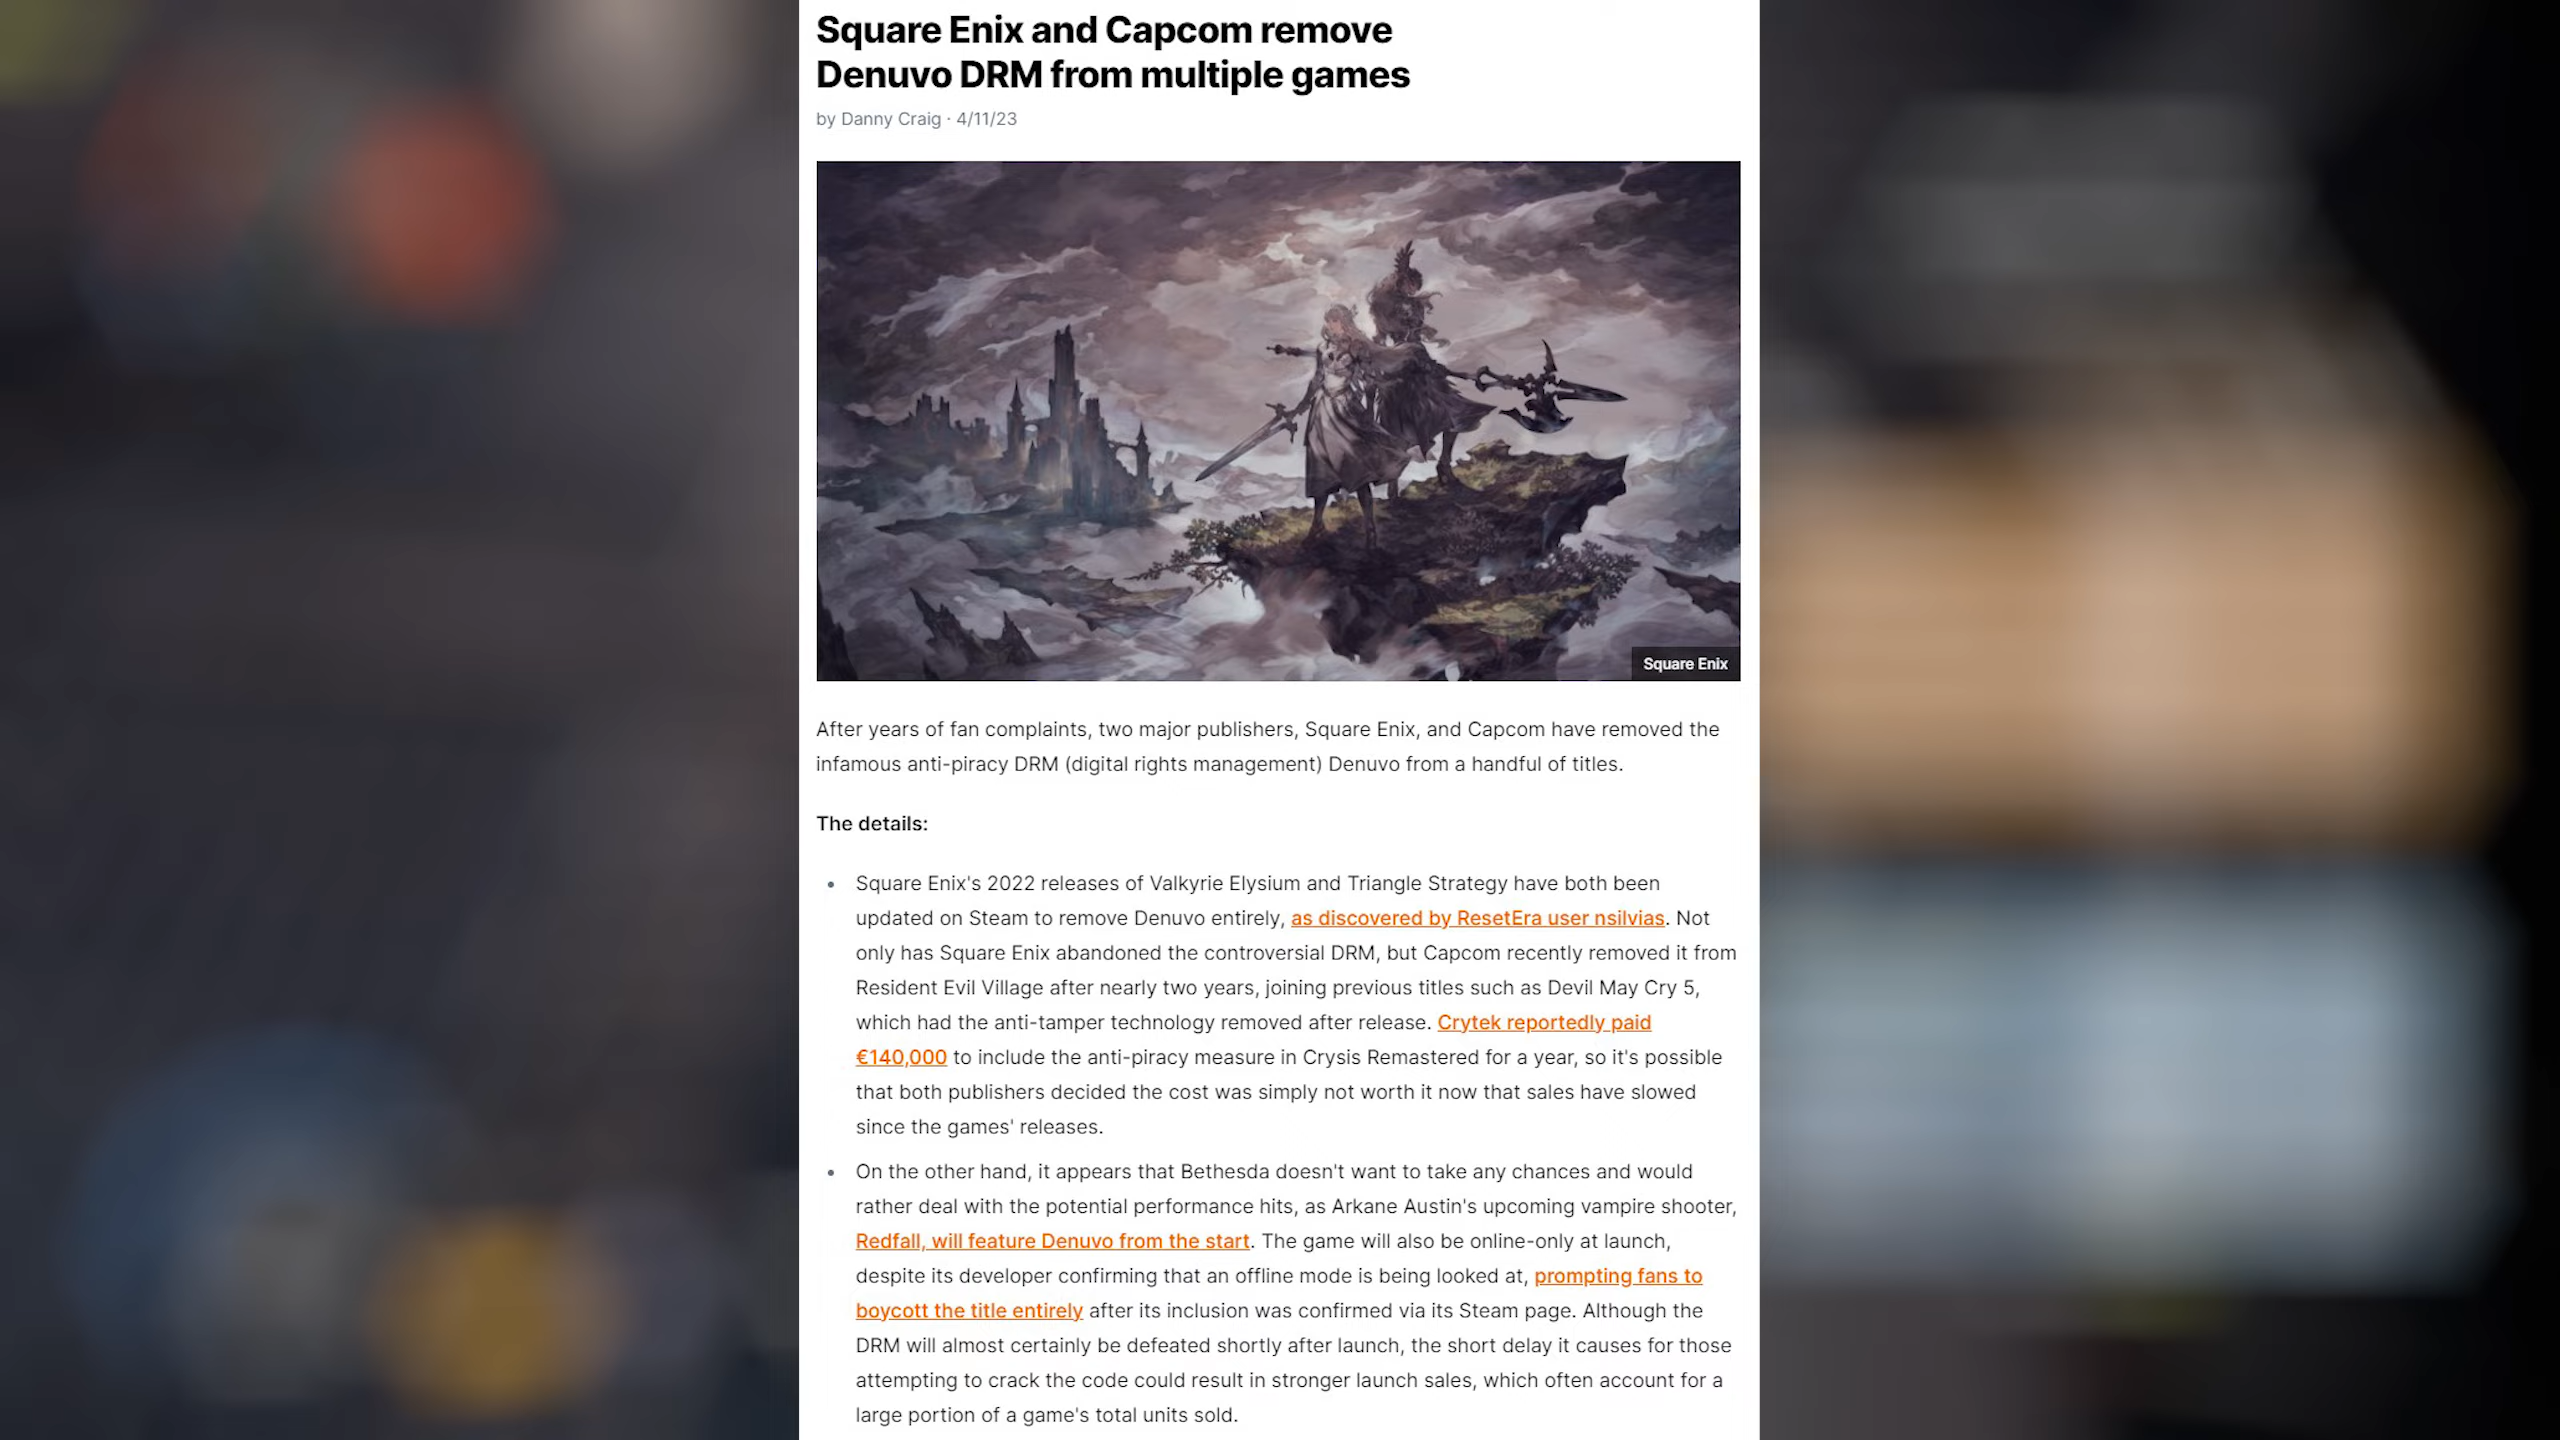 Square Enix and Capcom remove
Denuvo DRM from multiple games
by Danny Craig · 4/11/23
Square Enix
After years of fan complaints, two major publishers, Square Enix, and Capcom have removed the
infamous anti-piracy DRM (digital rights management) Denuvo from a handful of titles.
The details:
• Square Enix's 2022 releases of Valkyrie Elysium and Triangle Strategy have both been
updated on Steam to remove Denuvo entirely, as discovered by ResetEra user nsilvias. Not
only has Square Enix abandoned the controversial DRM, but Capcom recently removed it from
Resident Evil Village after nearly two years, joining previous titles such as Devil May Cry 5,
which had the anti-tamper technology removed after release. Crytek reportedly paid
€140,000 to include the anti-piracy measure in Crysis Remastered for a year, so it's possible
that both publishers decided the cost was simply not worth it now that sales have slowed
since the games' releases.
• On the other hand, it appears that Bethesda doesn't want to take any chances and would
rather deal with the potential performance hits, as Arkane Austin's upcoming vampire shooter,
Redfall, will feature Denuvo from the start. The game will also be online-only at launch,
despite its developer confirming that an offline mode is being looked at, prompting fans to
boycott the title entirely after its inclusion was confirmed via its Steam page. Although the
DRM will almost certainly be defeated shortly after launch, the short delay it causes for those
attempting to crack the code could result in stronger launch sales, which often account for a
large portion of a game's total units sold.